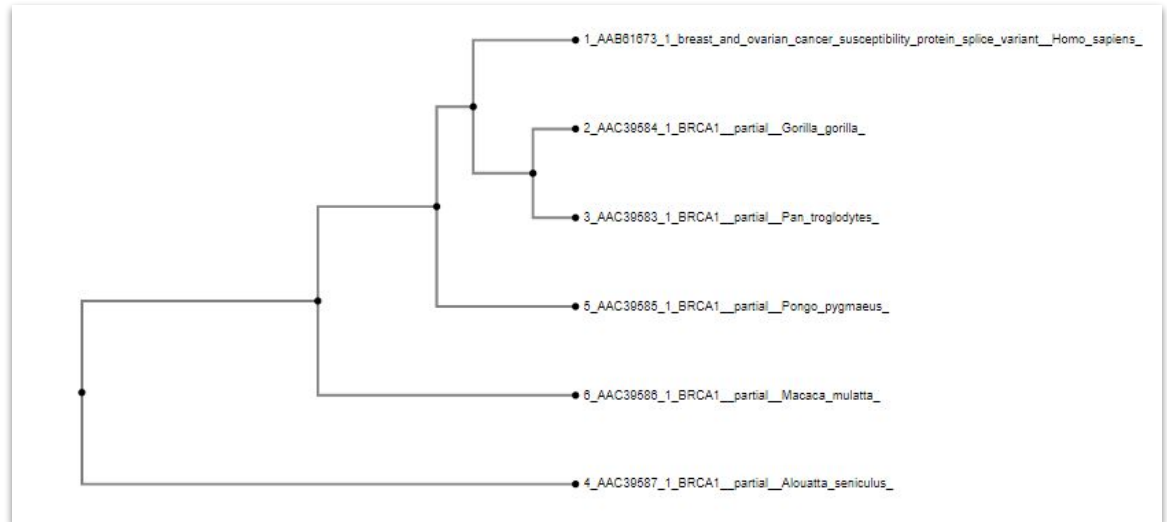 1_AAB61673_1_breast_and_ovarian_cancer_susceptibility_protein_splice_variant__Homo_sapiens_
2_AAC39584_1_BRCA1__partial__Gorilla_gorilla_
3_AAC39583_1_BRCA1__partial__Pan_troglodytes_
5_AAC39585_1_BRCA1__partial__Pongo_pygmaeus_
6_AAC39586_1_BRCA1__partial__Macaca_mulatta_
4_AAC39587_1_BRCA1__partial__Alouatta_seniculus_